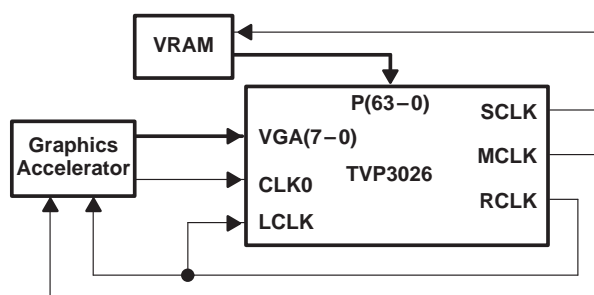 VRAM
P(63–0)
SCLK
Graphics
Accelerator
VGA(7–0)
MCLK
TVP3026
CLK0
RCLK
LCLK